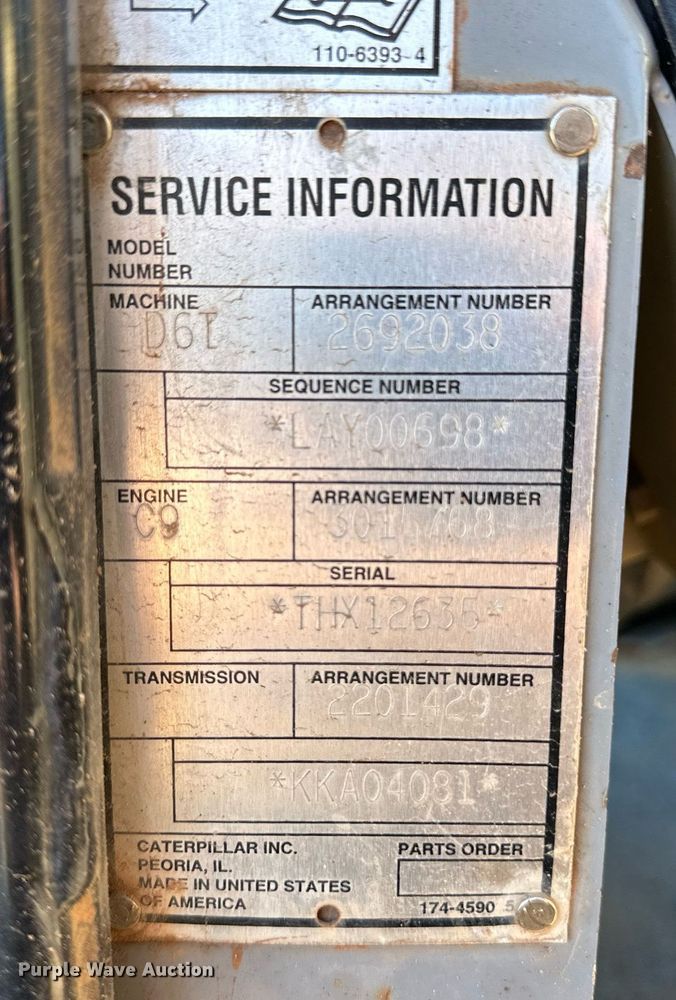 110-6393 4
SERVICE INFORMATION
MODEL
NUMBER
MACHINE ARRANGEMENT NUMBER
D6T 2692038
SEQUENCE NUMBER
*LAY00698*
ENGINE ARRANGEMENT NUMBER
C9
SERIAL
*THX12635*
TRANSMISSION ARRANGEMENT NUMBER
2201429
*KKA04081*
CATERPILLAR INC. PARTS ORDER
PEORIA, IL.
MADE IN UNITED STATES
OF AMERICA 174-4590 5
Purple Wave Auction